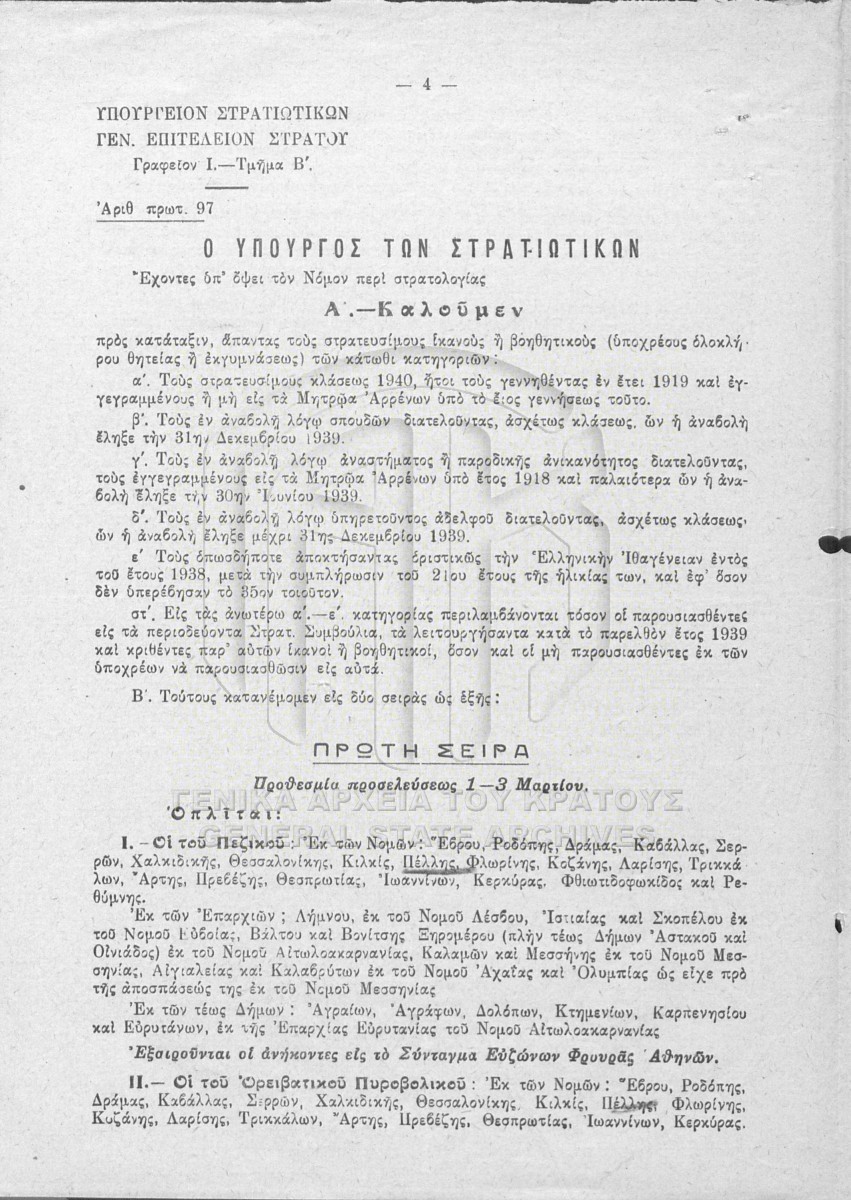 — 4 —
ΥΠΟΥΡΓΕΙΟΝ ΣΤΡΑΤΙΩΤΙΚΩΝ
ΓΕΝ. ΕΠΙΤΕΛΕΙΟΝ ΣΤΡΑΤΟΥ
Γραφεῖον Ι.—Τμῆμα Β′.
Ἀριθ πρωτ. 97
Ο ΥΠΟΥΡΓΟΣ ΤΩΝ ΣΤΡΑΤΙΩΤΙΚΩΝ
Ἔχοντες ὑπ' ὄψει τὸν Νόμον περὶ στρατολογίας
Α′.—Καλοῦμεν
πρὸς κατάταξιν, ἅπαντας τοὺς στρατευσίμους ἱκανοὺς ἢ βοηθητικοὺς (ὑποχρέους ὁλοκλή-
ρου θητείας ἢ ἐκγυμνάσεως) τῶν κάτωθι κατηγοριῶν:
α′. Τοὺς στρατευσίμους κλάσεως 1940, ἤτοι τοὺς γεννηθέντας ἐν ἔτει 1919 καὶ ἐγ-
γεγραμμένους ἢ μὴ εἰς τὰ Μητρῷα Ἀρρένων ὑπὸ τὸ ἔτος γεννήσεως τοῦτο.
β′. Τοὺς ἐν ἀναβολῇ λόγῳ σπουδῶν διατελοῦντας, ἀσχέτως κλάσεως, ὧν ἡ ἀναβολὴ
ἔληξε τὴν 31ην Δεκεμβρίου 1939.
γ′. Τοὺς ἐν ἀναβολῇ λόγῳ ἀναστήματος ἢ παροδικῆς ἀνικανότητος διατελοῦντας,
τοὺς ἐγγεγραμμένους εἰς τὰ Μητρῷα Ἀρρένων ὑπὸ ἔτος 1918 καὶ παλαιότερα ὧν ἡ ἀνα-
βολὴ ἔληξε τὴν 30ην Ἰουνίου 1939.
δ′. Τοὺς ἐν ἀναβολῇ λόγῳ ὑπηρετοῦντος ἀδελφοῦ διατελοῦντας, ἀσχέτως κλάσεως·
ὧν ἡ ἀναβολὴ ἔληξε μέχρι 31ης Δεκεμβρίου 1939.
ε′ Τοὺς ὁπωσδήποτε ἀποκτήσαντας ὁριστικῶς τὴν Ἑλληνικὴν Ἰθαγένειαν ἐντὸς
τοῦ ἔτους 1938, μετὰ τὴν συμπλήρωσιν τοῦ 21ου ἔτους τῆς ἡλικίας των, καὶ ἐφ' ὅσον
δὲν ὑπερέβησαν τὸ 35ον τοιοῦτον.
στ′. Εἰς τὰς ἀνωτέρω α′.—ε′. κατηγορίας περιλαμβάνονται τόσον οἱ παρουσιασθέντες
εἰς τὰ περιοδεύοντα Στρατ. Συμβούλια, τὰ λειτουργήσαντα κατὰ τὸ παρελθὸν ἔτος 1939
καὶ κριθέντες παρ' αὐτῶν ἱκανοὶ ἢ βοηθητικοί, ὅσον καὶ οἱ μὴ παρουσιασθέντες ἐκ τῶν
ὑποχρέων νὰ παρουσιασθῶσιν εἰς αὐτά.
Β′. Τούτους κατανέμομεν εἰς δύο σειρὰς ὡς ἑξῆς:
ΠΡΩΤΗ ΣΕΙΡΑ
Προθεσμία προσελεύσεως 1—3 Μαρτίου.
ΓΕΝΙΚΑ ΑΡΧΕΙΑ ΤΟΥ ΚΡΑΤΟΥΣ
Ὁπλῖται:
GENERAL STATE ARCHIVES
Ι.—Οἱ τοῦ Πεζικοῦ: Ἐκ τῶν Νομῶν: Ἕβρου, Ροδόπης, Δράμας, Καβάλλας, Σερ-
ρῶν, Χαλκιδικῆς, Θεσσαλονίκης, Κιλκίς, Πέλλης, Φλωρίνης, Κοζάνης, Λαρίσης, Τρικκά
λων, Ἄρτης, Πρεβέζης, Θεσπρωτίας, Ἰωαννίνων, Κερκύρας, Φθιωτιδοφωκίδος καὶ Ρε-
θύμνης.
Ἐκ τῶν Ἐπαρχιῶν; Λήμνου, ἐκ τοῦ Νομοῦ Λέσβου, Ἰστιαίας καὶ Σκοπέλου ἐκ
τοῦ Νομοῦ Εὐβοίας, Βάλτου καὶ Βονίτσης Ξηρομέρου (πλὴν τέως Δήμων Ἀστακοῦ καὶ
Οἰνιάδος) ἐκ τοῦ Νομοῦ Αἰτωλοακαρνανίας, Καλαμῶν καὶ Μεσσήνης ἐκ τοῦ Νομοῦ Μεσ-
σηνίας, Αἰγιαλείας καὶ Καλαβρύτων ἐκ τοῦ Νομοῦ Ἀχαΐας καὶ Ὀλυμπίας ὡς εἶχε πρὸ
τῆς ἀποσπάσεώς της ἐκ τοῦ Νομοῦ Μεσσηνίας
Ἐκ τῶν τέως Δήμων: Ἀγραίων, Ἀγράφων, Δολόπων, Κτημενίων, Καρπενησίου
καὶ Εὐρυτάνων, ἐκ τῆς Ἐπαρχίας Εὐρυτανίας τοῦ Νομοῦ Αἰτωλοακαρνανίας
Ἐξαιροῦνται οἱ ἀνήκοντες εἰς τὸ Σύνταγμα Εὐζώνων Φρουρᾶς Ἀθηνῶν.
ΙΙ.— Οἱ τοῦ Ὀρειβατικοῦ Πυροβολικοῦ: Ἐκ τῶν Νομῶν: Ἕβρου, Ροδόπης,
Δράμας, Καβάλλας, Σερρῶν, Χαλκιδικῆς, Θεσσαλονίκης, Κιλκίς, Πέλλης, Φλωρίνης,
Κοζάνης, Λαρίσης, Τρικκάλων, Ἄρτης, Πρεβέζης, Θεσπρωτίας, Ἰωαννίνων, Κερκύρας.